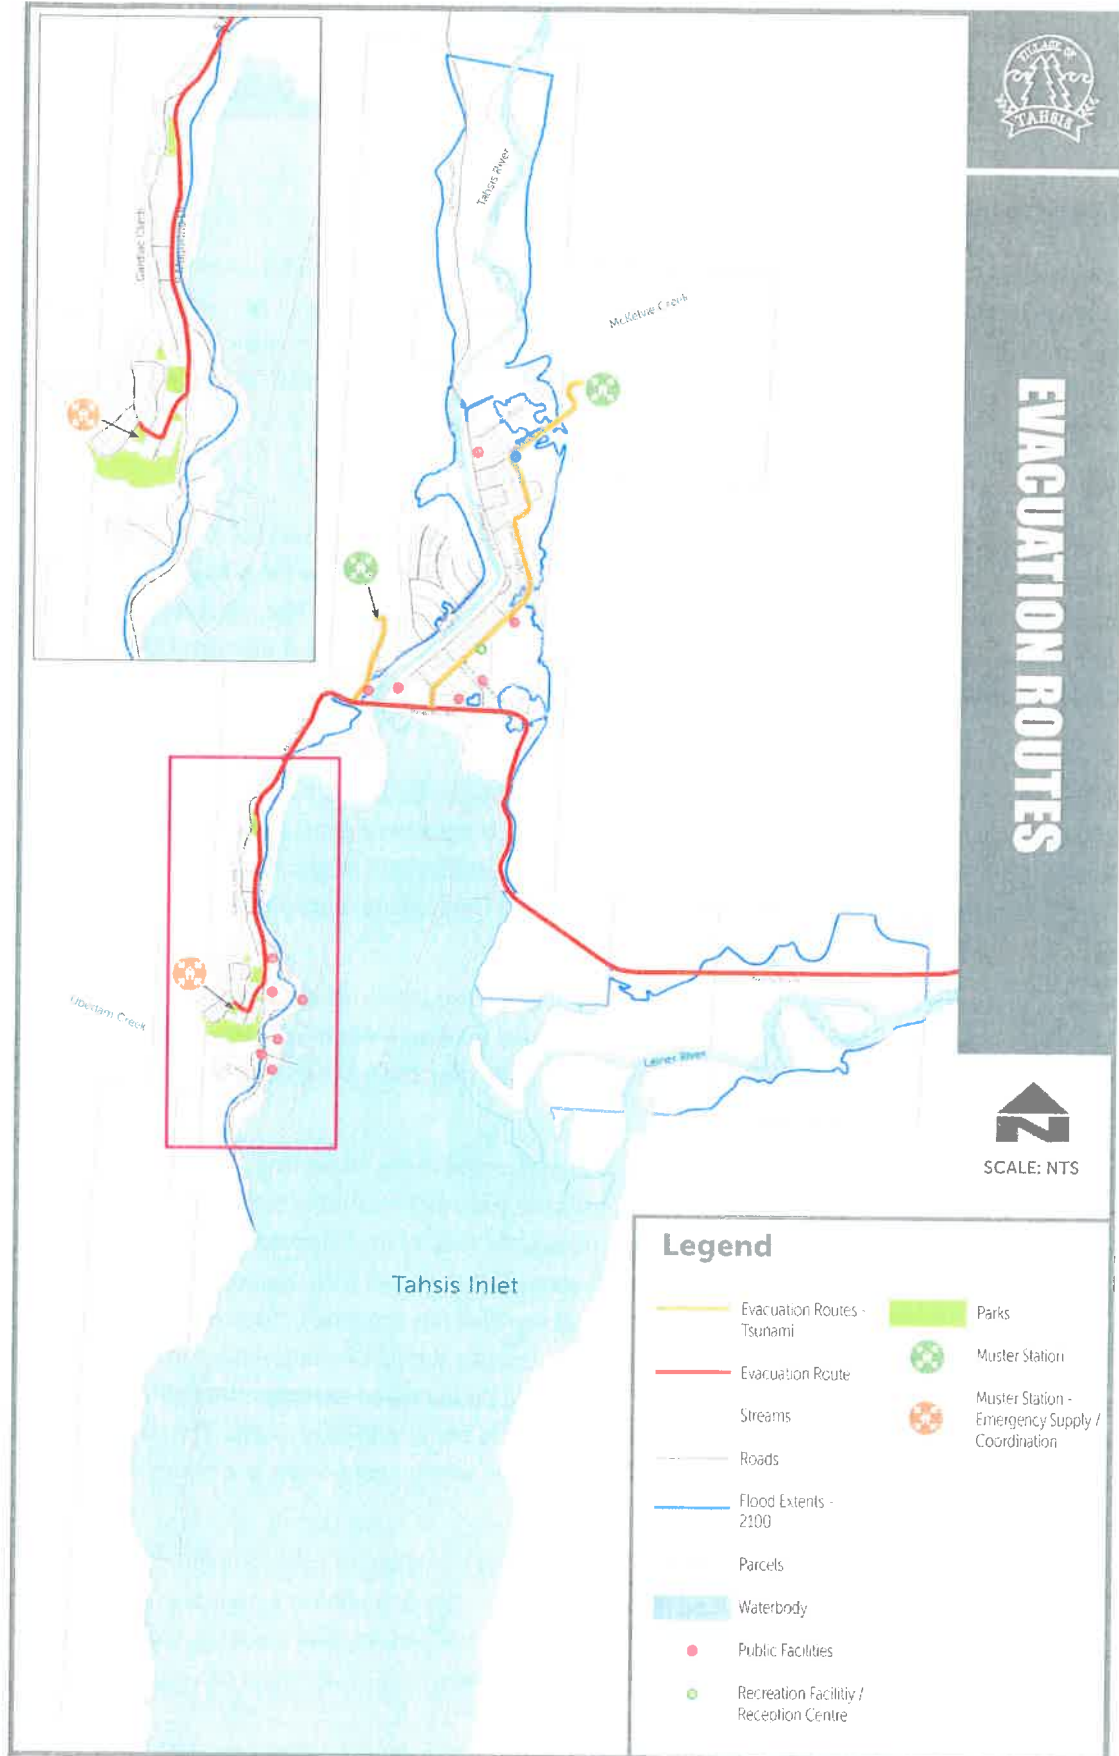 VILLAGE OF
TAHSIS
EVACUATION ROUTES
Tahsis River
McKelvie Creek
Leiner River
Tahsis Inlet
SCALE: NTS
Legend
Evacuation Routes -
Tsunami
Evacuation Route
Streams
Roads
Flood Extents -
2100
Parcels
Waterbody
Public Facilities
Recreation Facilitiy /
Reception Centre
Parks
Muster Station
Muster Station -
Emergency Supply /
Coordination